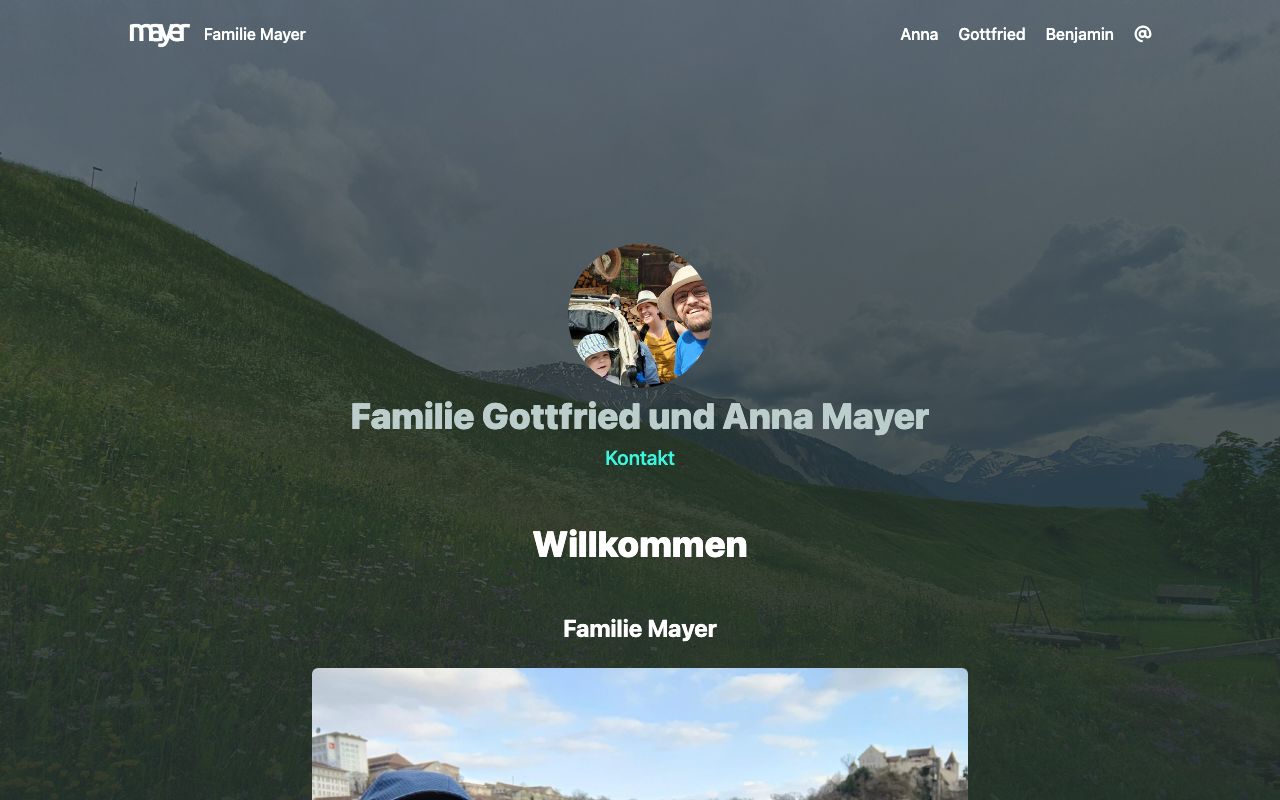 mayer Familie Mayer Anna Gottfried Benjamin @
Familie Gottfried und Anna Mayer
Kontakt
Willkommen
Familie Mayer